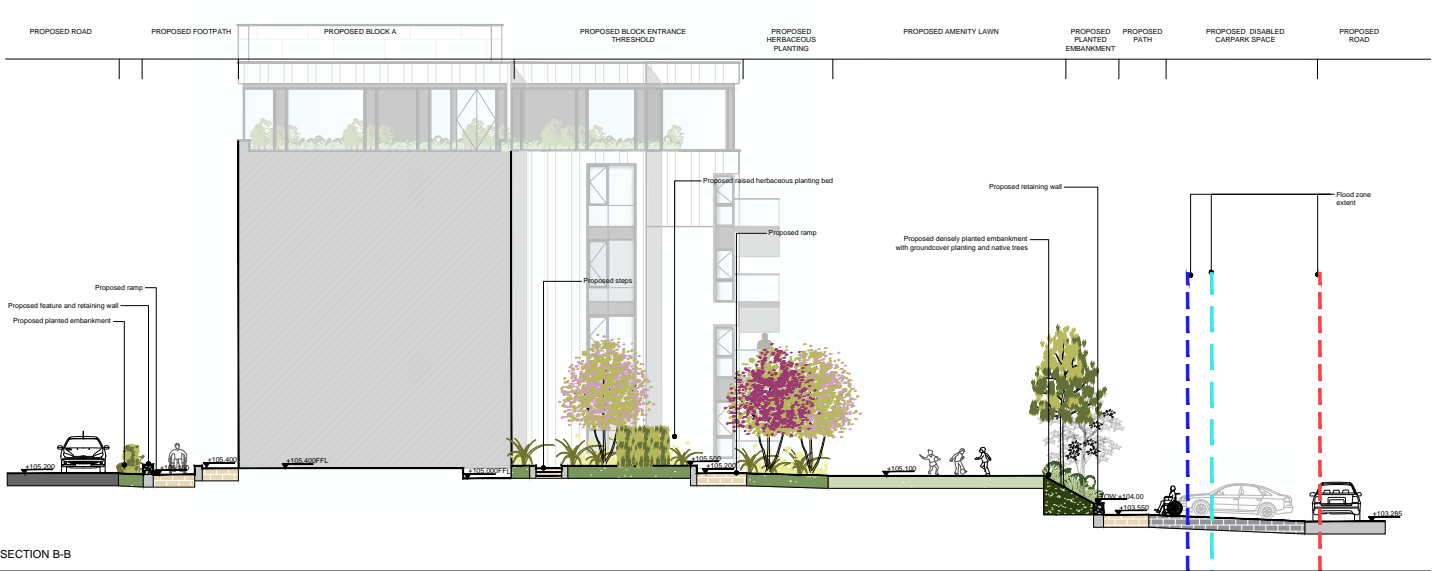 PROPOSED ROAD
PROPOSED FOOTPATH
PROPOSED BLOCK A
PROPOSED BLOCK ENTRANCE
THRESHOLD
PROPOSED
HERBACEOUS
PLANTING
PROPOSED AMENITY LAWN
PROPOSED
PLANTED
EMBANKMENT
PROPOSED
PATH
PROPOSED DISABLED
CARPARK SPACE
PROPOSED
ROAD
Proposed raised herbaceous planting bed
Proposed retaining wall
Flood zone
extent
Proposed ramp
Proposed densely planted embankment
with groundcover planting and native trees
Proposed steps
Proposed ramp
Proposed feature and retaining wall
Proposed planted embankment
+105.200
+105.400
+105.400FFL
+105.000FFL
+105.500
+105.200
+105.100
TOW:+104.00
+103.550
+103.285
SECTION B-B